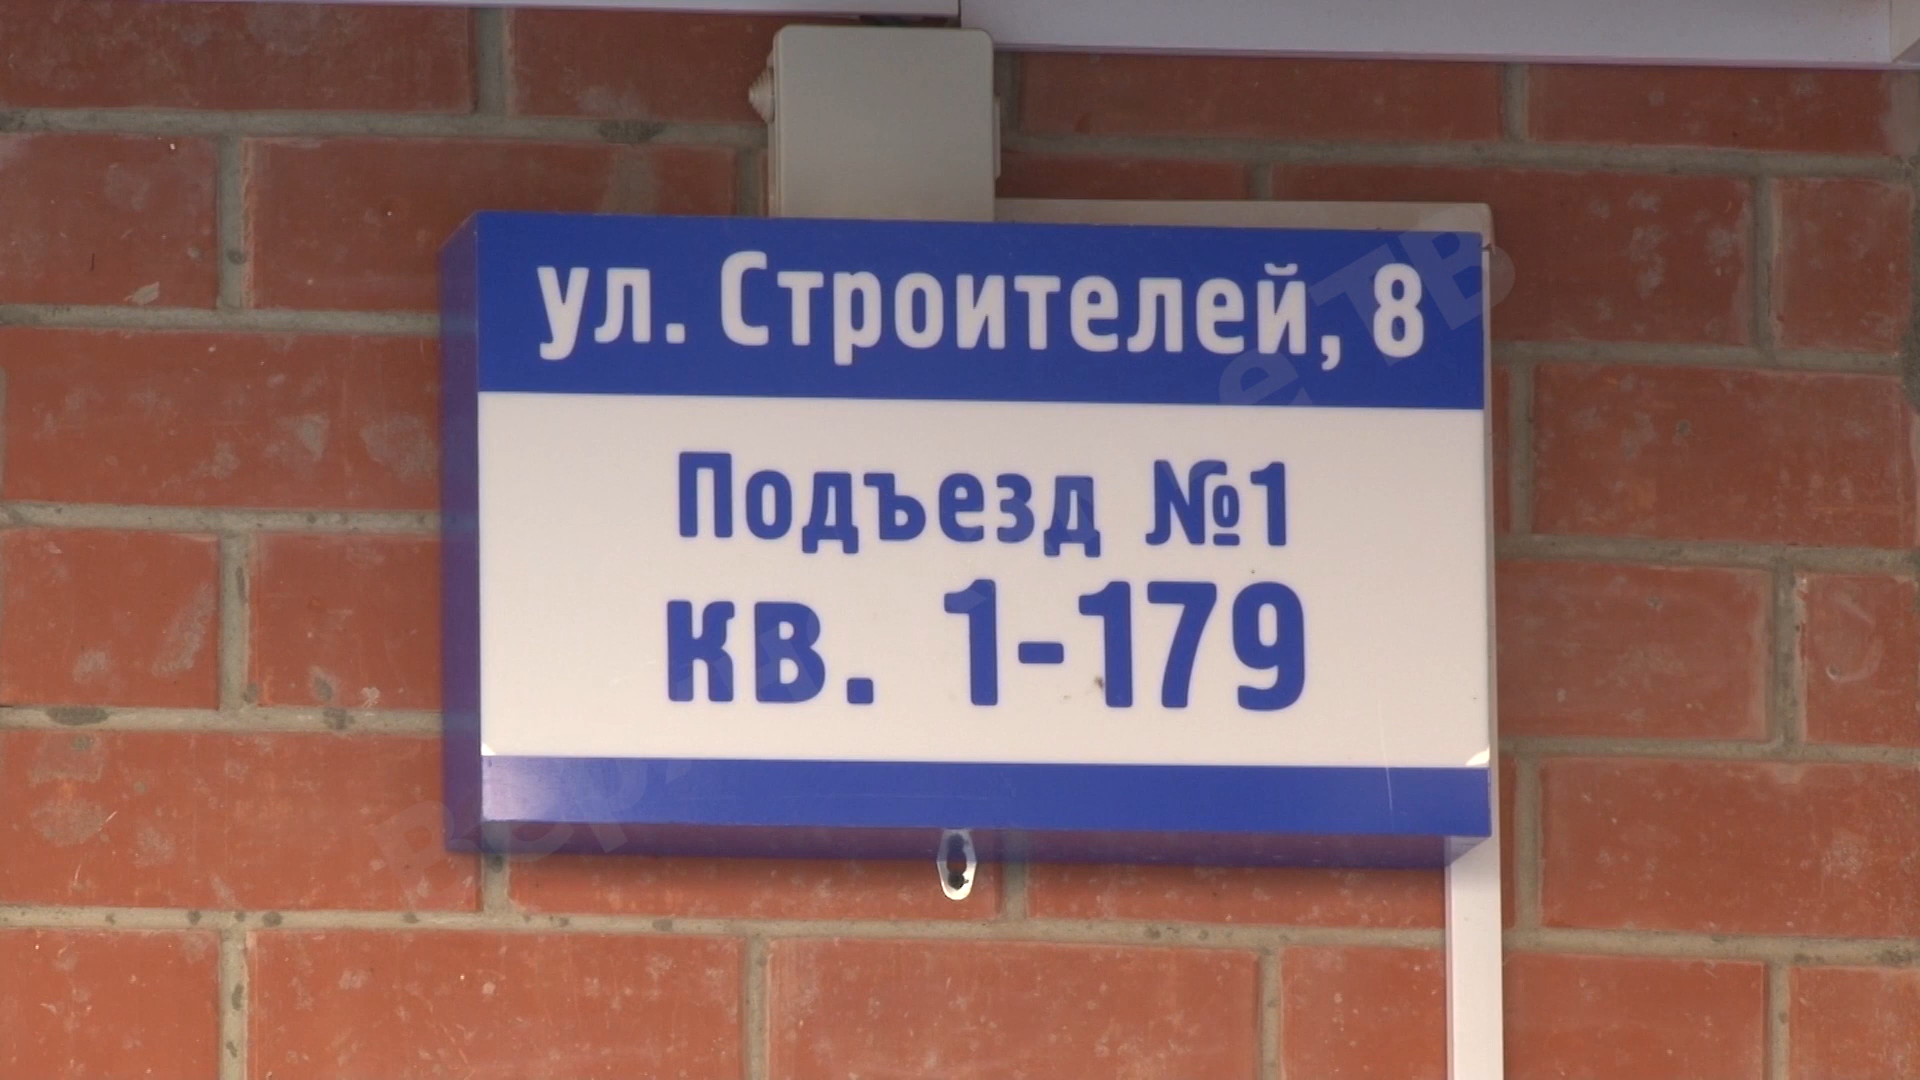 ул. Строителей, 8
Подъезд №1
кв. 1-179